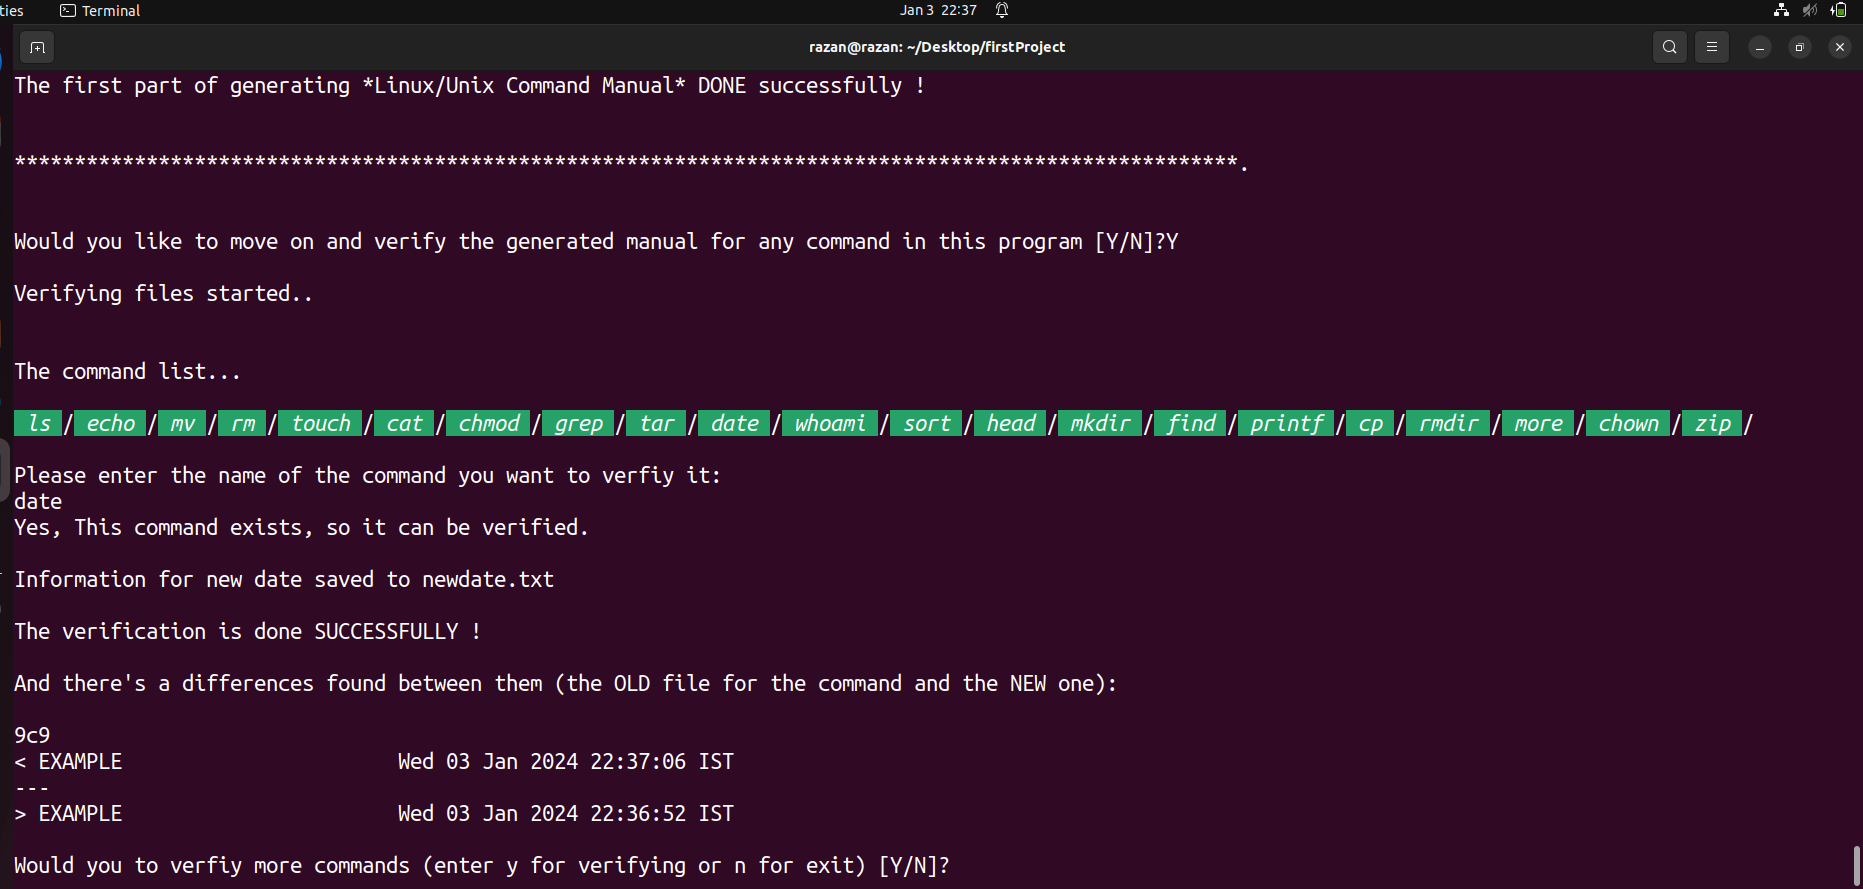 ties Terminal Jan 3 22:37
razan@razan: ~/Desktop/firstProject
The first part of generating *Linux/Unix Command Manual* DONE successfully !
******************************************************************************************************.
Would you like to move on and verify the generated manual for any command in this program [Y/N]?Y
Verifying files started..
The command list...
ls / echo / mv / rm / touch / cat / chmod / grep / tar / date / whoami / sort / head / mkdir / find / printf / cp / rmdir / more / chown / zip /
Please enter the name of the command you want to verfiy it:
date
Yes, This command exists, so it can be verified.
Information for new date saved to newdate.txt
The verification is done SUCCESSFULLY !
And there's a differences found between them (the OLD file for the command and the NEW one):
9c9
< EXAMPLE                       Wed 03 Jan 2024 22:37:06 IST
---
> EXAMPLE                       Wed 03 Jan 2024 22:36:52 IST
Would you to verfiy more commands (enter y for verifying or n for exit) [Y/N]?